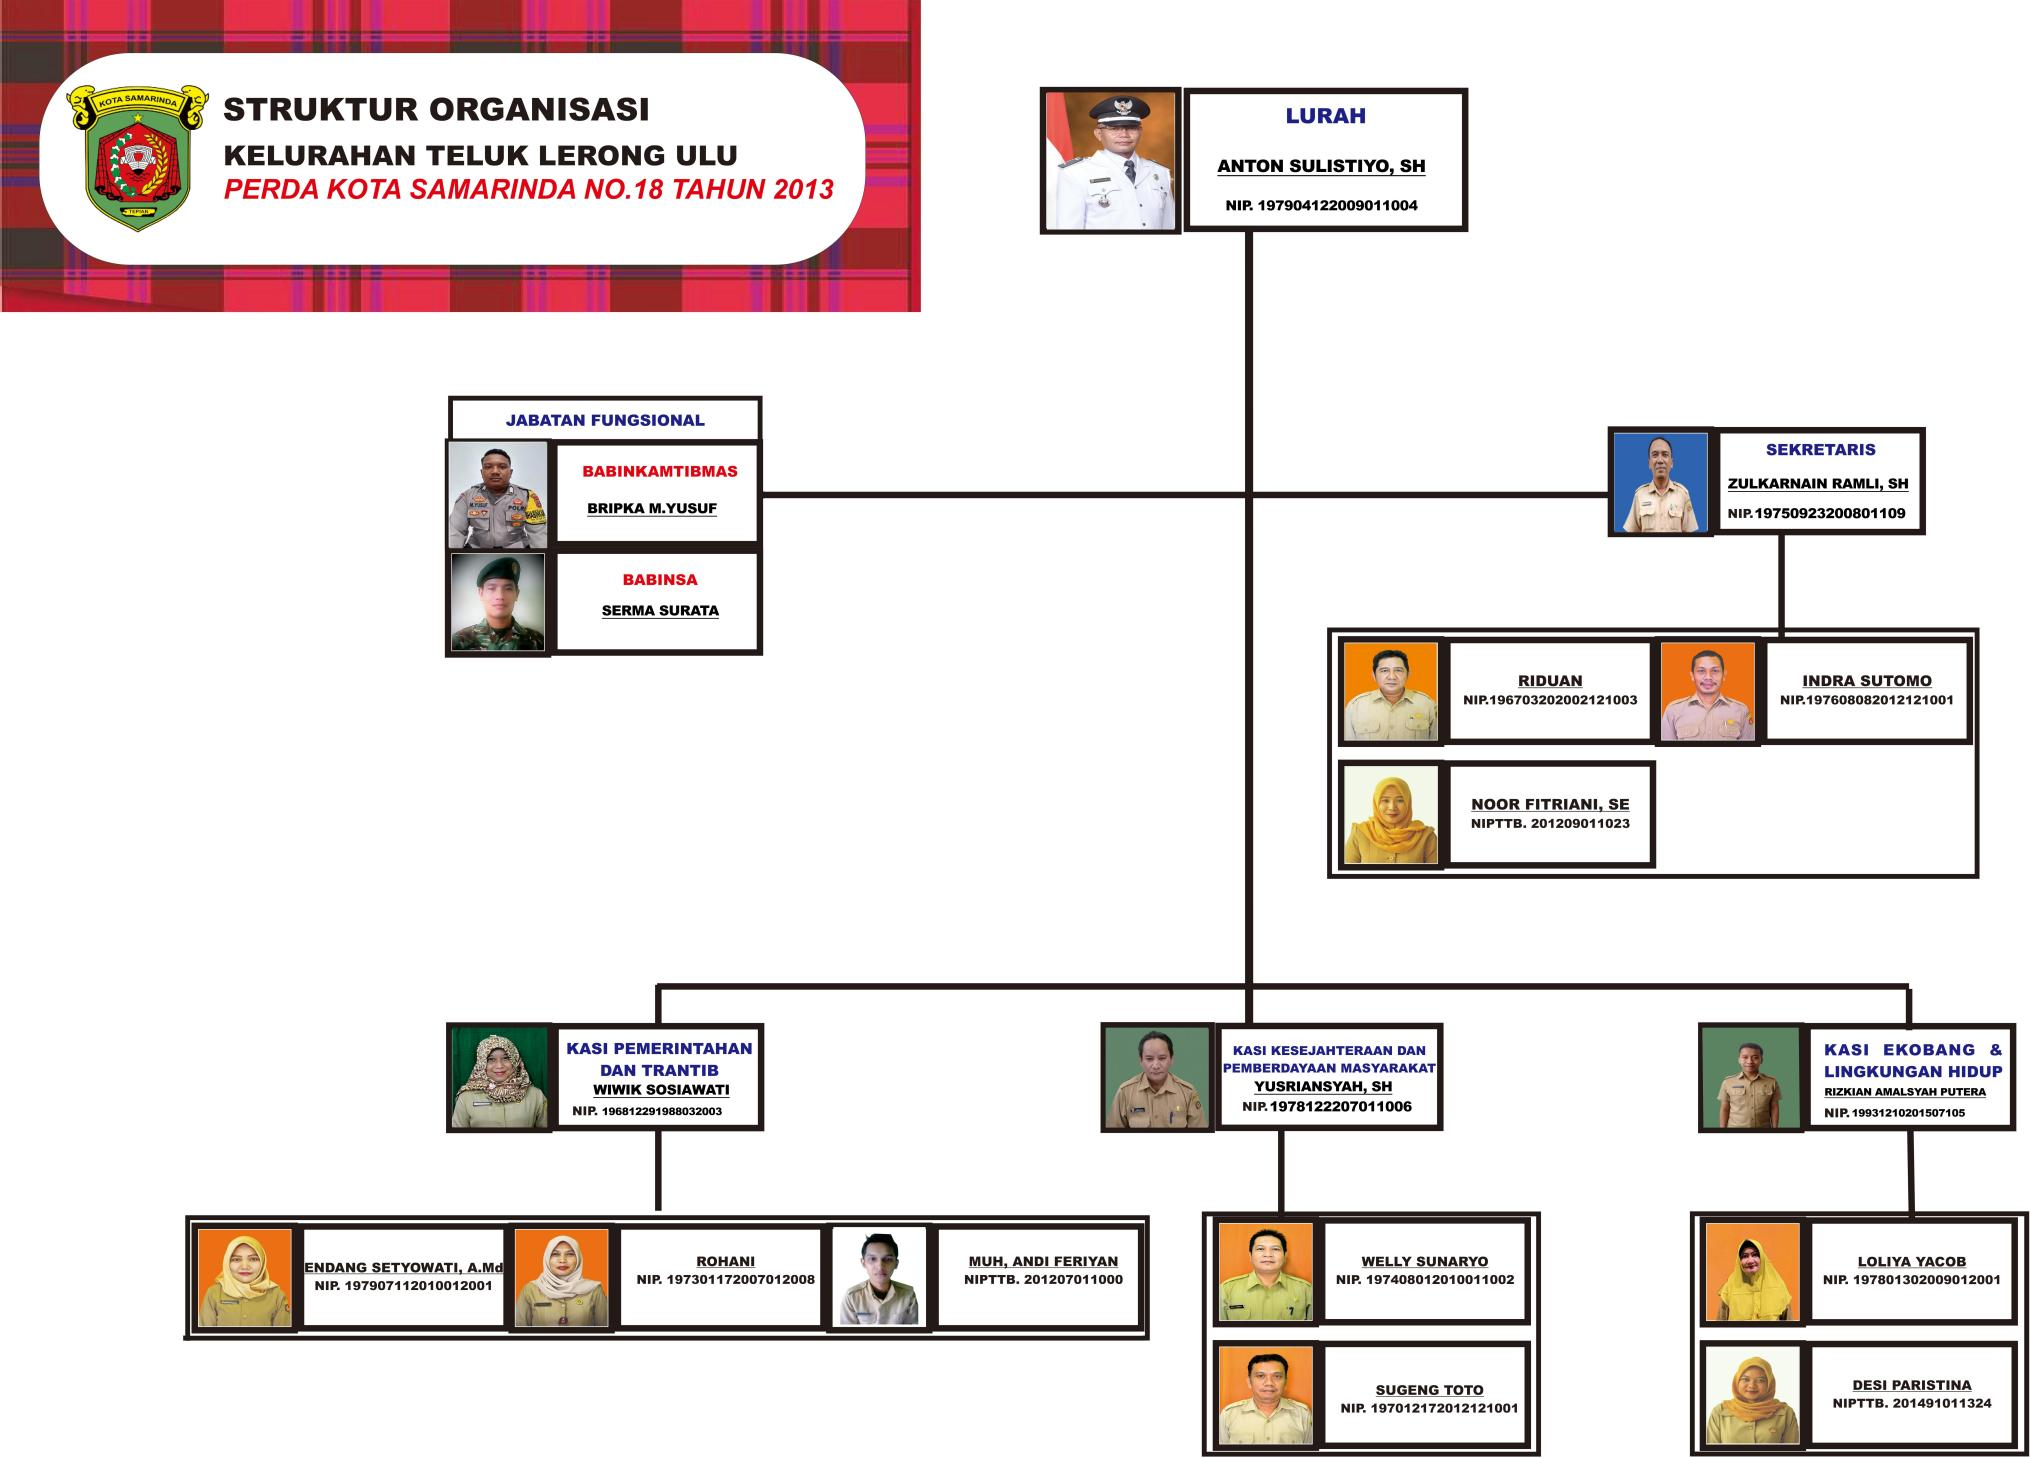 KOTA SAMARINDA
TEPIAN
STRUKTUR ORGANISASI
KELURAHAN TELUK LERONG ULU
PERDA KOTA SAMARINDA NO.18 TAHUN 2013
LURAH
ANTON SULISTIYO, SH
NIP. 197904122009011004
JABATAN FUNGSIONAL
BABINKAMTIBMAS
BRIPKA M.YUSUF
BABINSA
SERMA SURATA
SEKRETARIS
ZULKARNAIN RAMLI, SH
NIP.19750923200801109
RIDUAN
NIP.196703202002121003
INDRA SUTOMO
NIP.197608082012121001
NOOR FITRIANI, SE
NIPTTB. 201209011023
KASI PEMERINTAHAN
DAN TRANTIB
WIWIK SOSIAWATI
NIP. 196812291988032003
KASI KESEJAHTERAAN DAN
PEMBERDAYAAN MASYARAKAT
YUSRIANSYAH, SH
NIP.1978122207011006
KASI EKOBANG &
LINGKUNGAN HIDUP
RIZKIAN AMALSYAH PUTERA
NIP.19931210201507105
ENDANG SETYOWATI, A.Md
NIP. 197907112010012001
ROHANI
NIP. 197301172007012008
MUH, ANDI FERIYAN
NIPTTB. 201207011000
WELLY SUNARYO
NIP. 197408012010011002
SUGENG TOTO
NIP. 197012172012121001
LOLIYA YACOB
NIP. 197801302009012001
DESI PARISTINA
NIPTTB. 201491011324